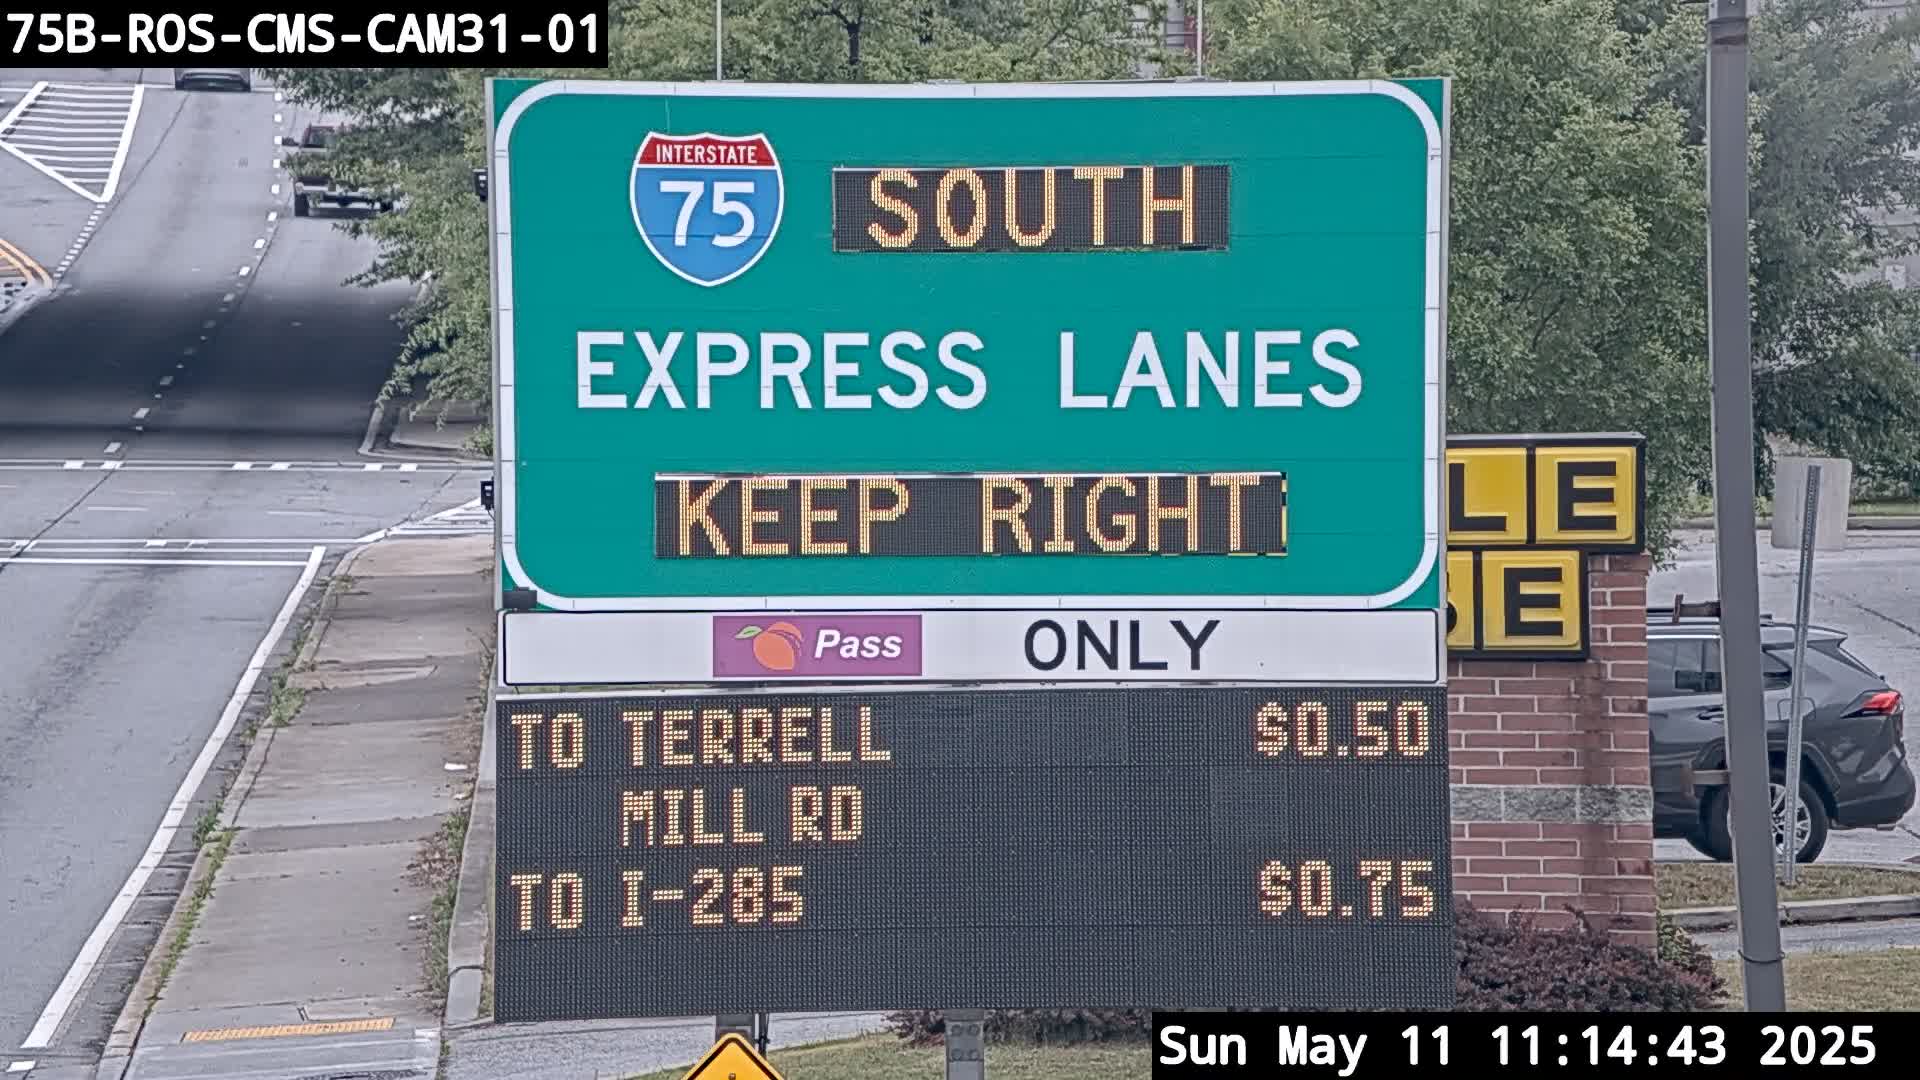 75B-ROS-CMS-CAM31-01
INTERSTATE
75
SOUTH
EXPRESS LANES
KEEP RIGHT
Pass ONLY
TO TERRELL $0.50
MILL RD
TO I-285 $0.75
LE
E
Sun May 11 11:14:43 2025